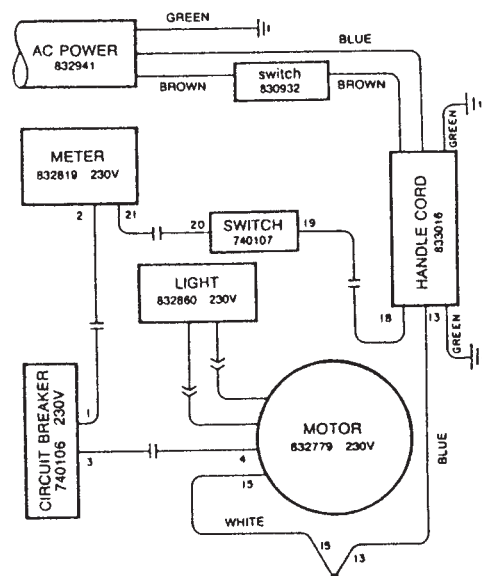 GREEN
AC POWER
832941
BLUE
BROWN
switch
830932
BROWN
GREEN
METER
832819 230V
2
21
20
SWITCH
740107
19
HANDLE CORD
833016
LIGHT
832860 230V
18
13
GREEN
CIRCUIT BREAKER
740106 230V
1
3
4
MOTOR
832779 230V
15
BLUE
WHITE
15
13